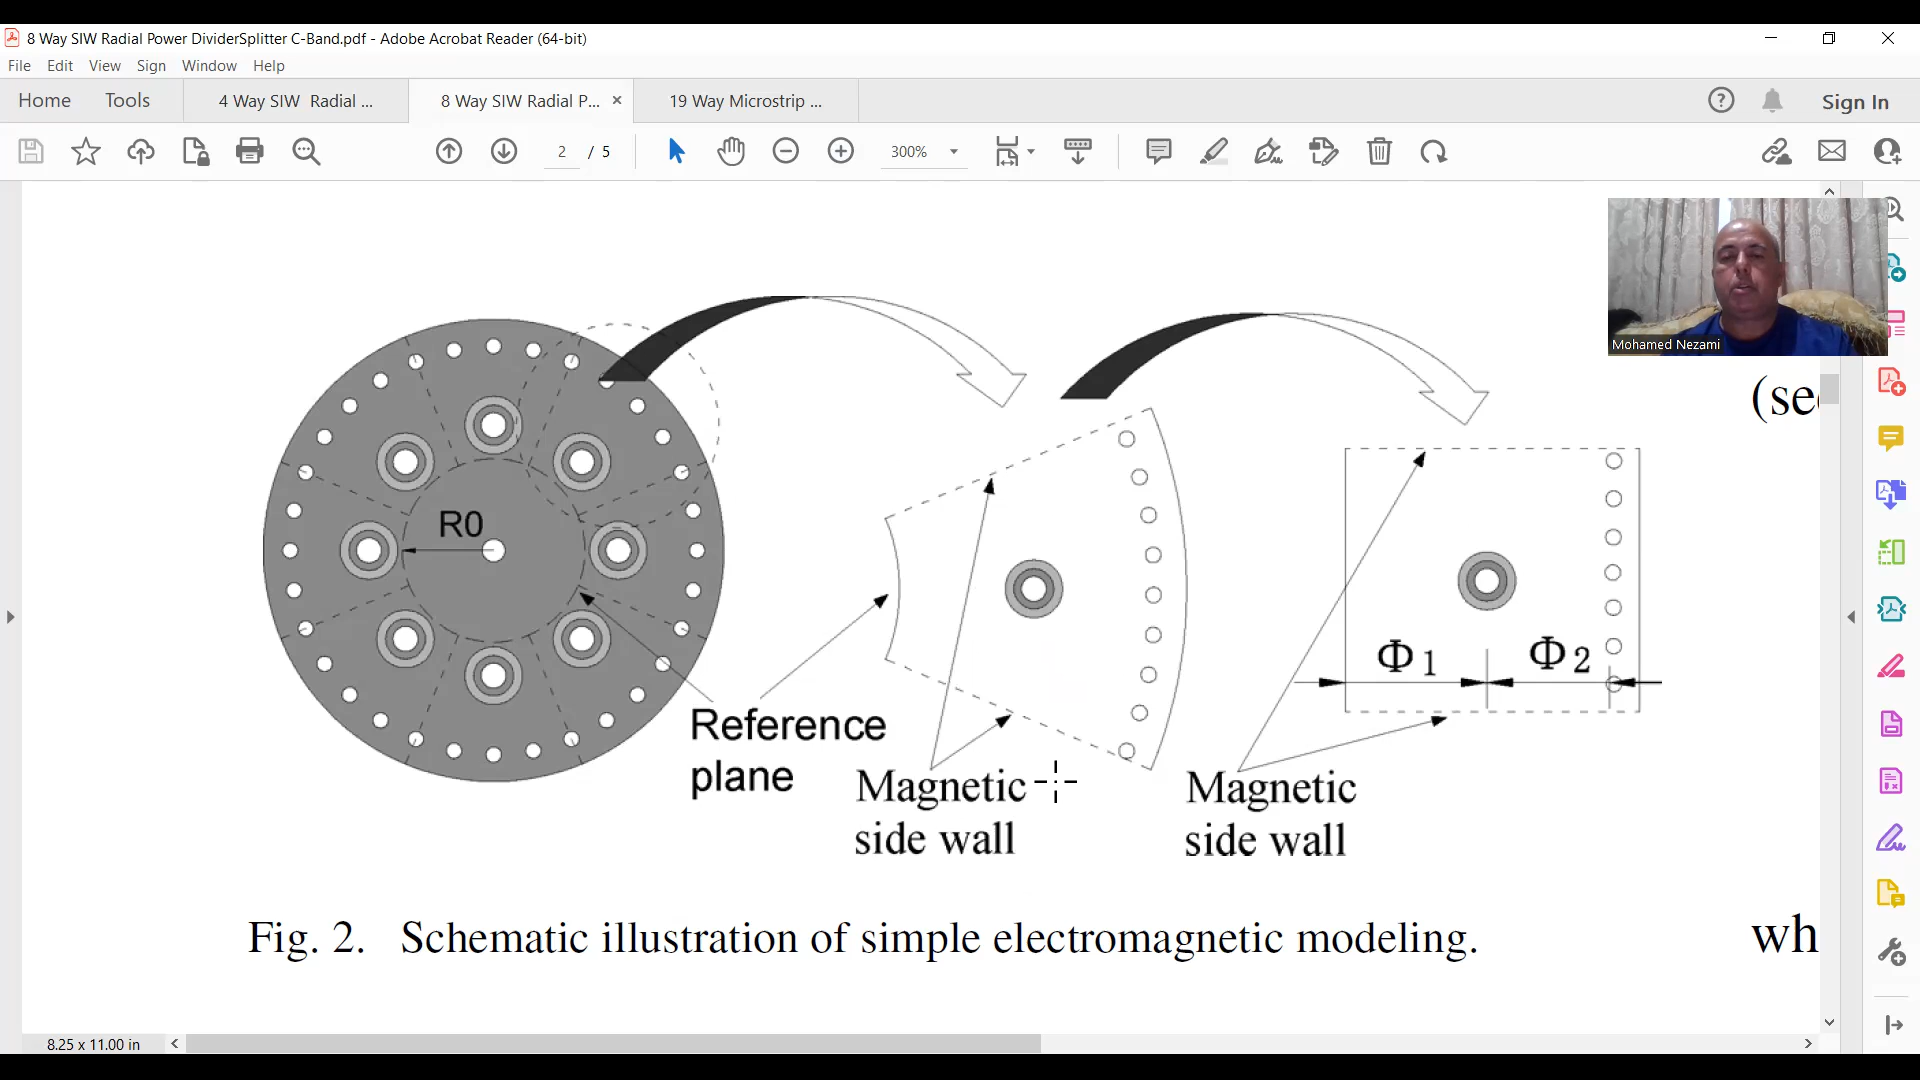 8 Way SIW Radial Power DividerSplitter C-Band.pdf - Adobe Acrobat Reader (64-bit)
File Edit View Sign Window Help
Home Tools 4 Way SIW Radial ... 8 Way SIW Radial P... × 19 Way Microstrip ... Sign In
2 / 5 300%
Mohamed Nezami
(se
R0
Φ1 Φ2
Reference
plane
Magnetic
side wall
Magnetic
side wall
Fig. 2. Schematic illustration of simple electromagnetic modeling.
wh
8.25 x 11.00 in